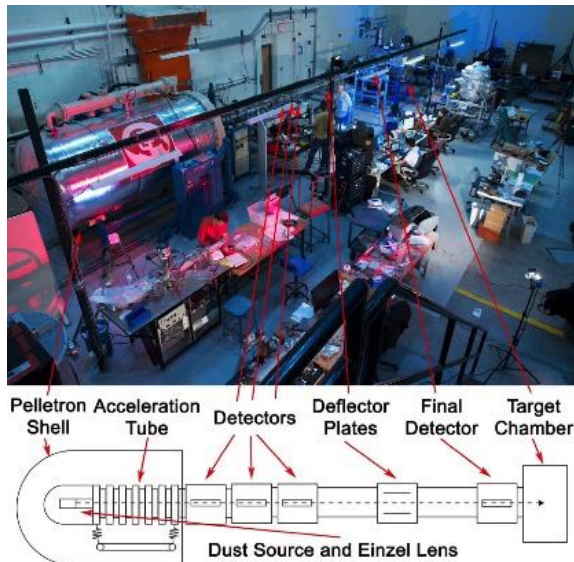 Pelletron Acceleration Detectors Deflector Final Target
Shell Tube Plates Detector Chamber
Dust Source and Einzel Lens